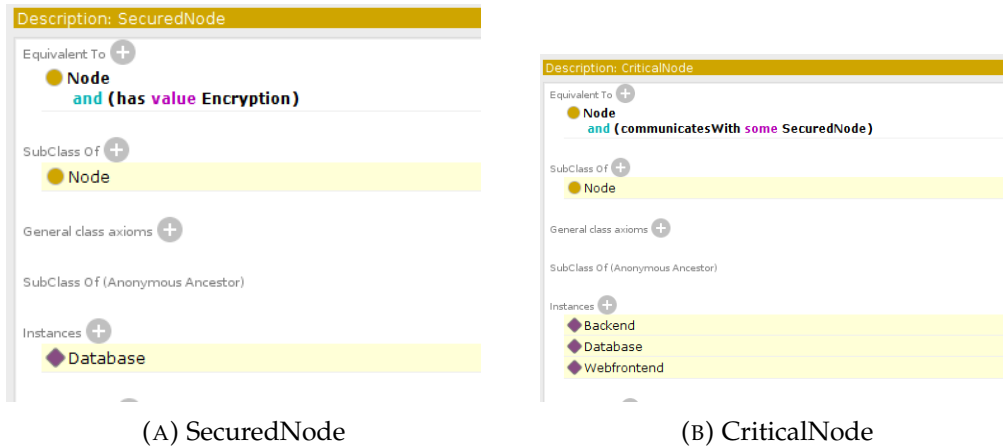 Description: SecuredNode
Equivalent To
Node
and (has value Encryption)
SubClass Of
Node
General class axioms
SubClass Of (Anonymous Ancestor)
Instances
Database
(A) SecuredNode
Description: CriticalNode
Equivalent To
Node
and (communicatesWith some SecuredNode)
SubClass Of
Node
General class axioms
SubClass Of (Anonymous Ancestor)
Instances
Backend
Database
Webfrontend
(B) CriticalNode